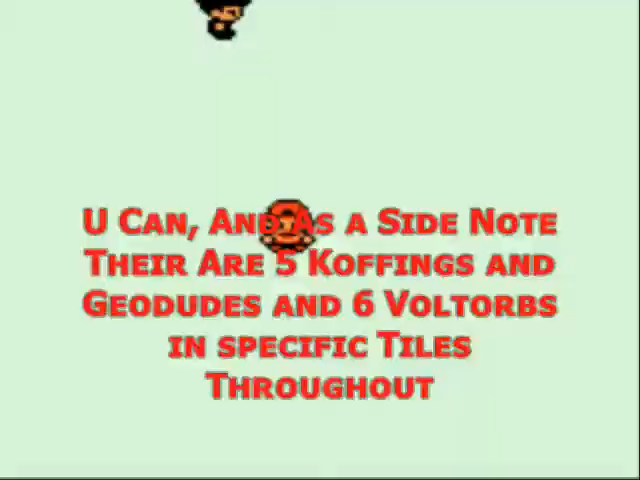 U Can, And As a Side Note
Their Are 5 Koffings and
Geodudes and 6 Voltorbs
in specific Tiles
Throughout